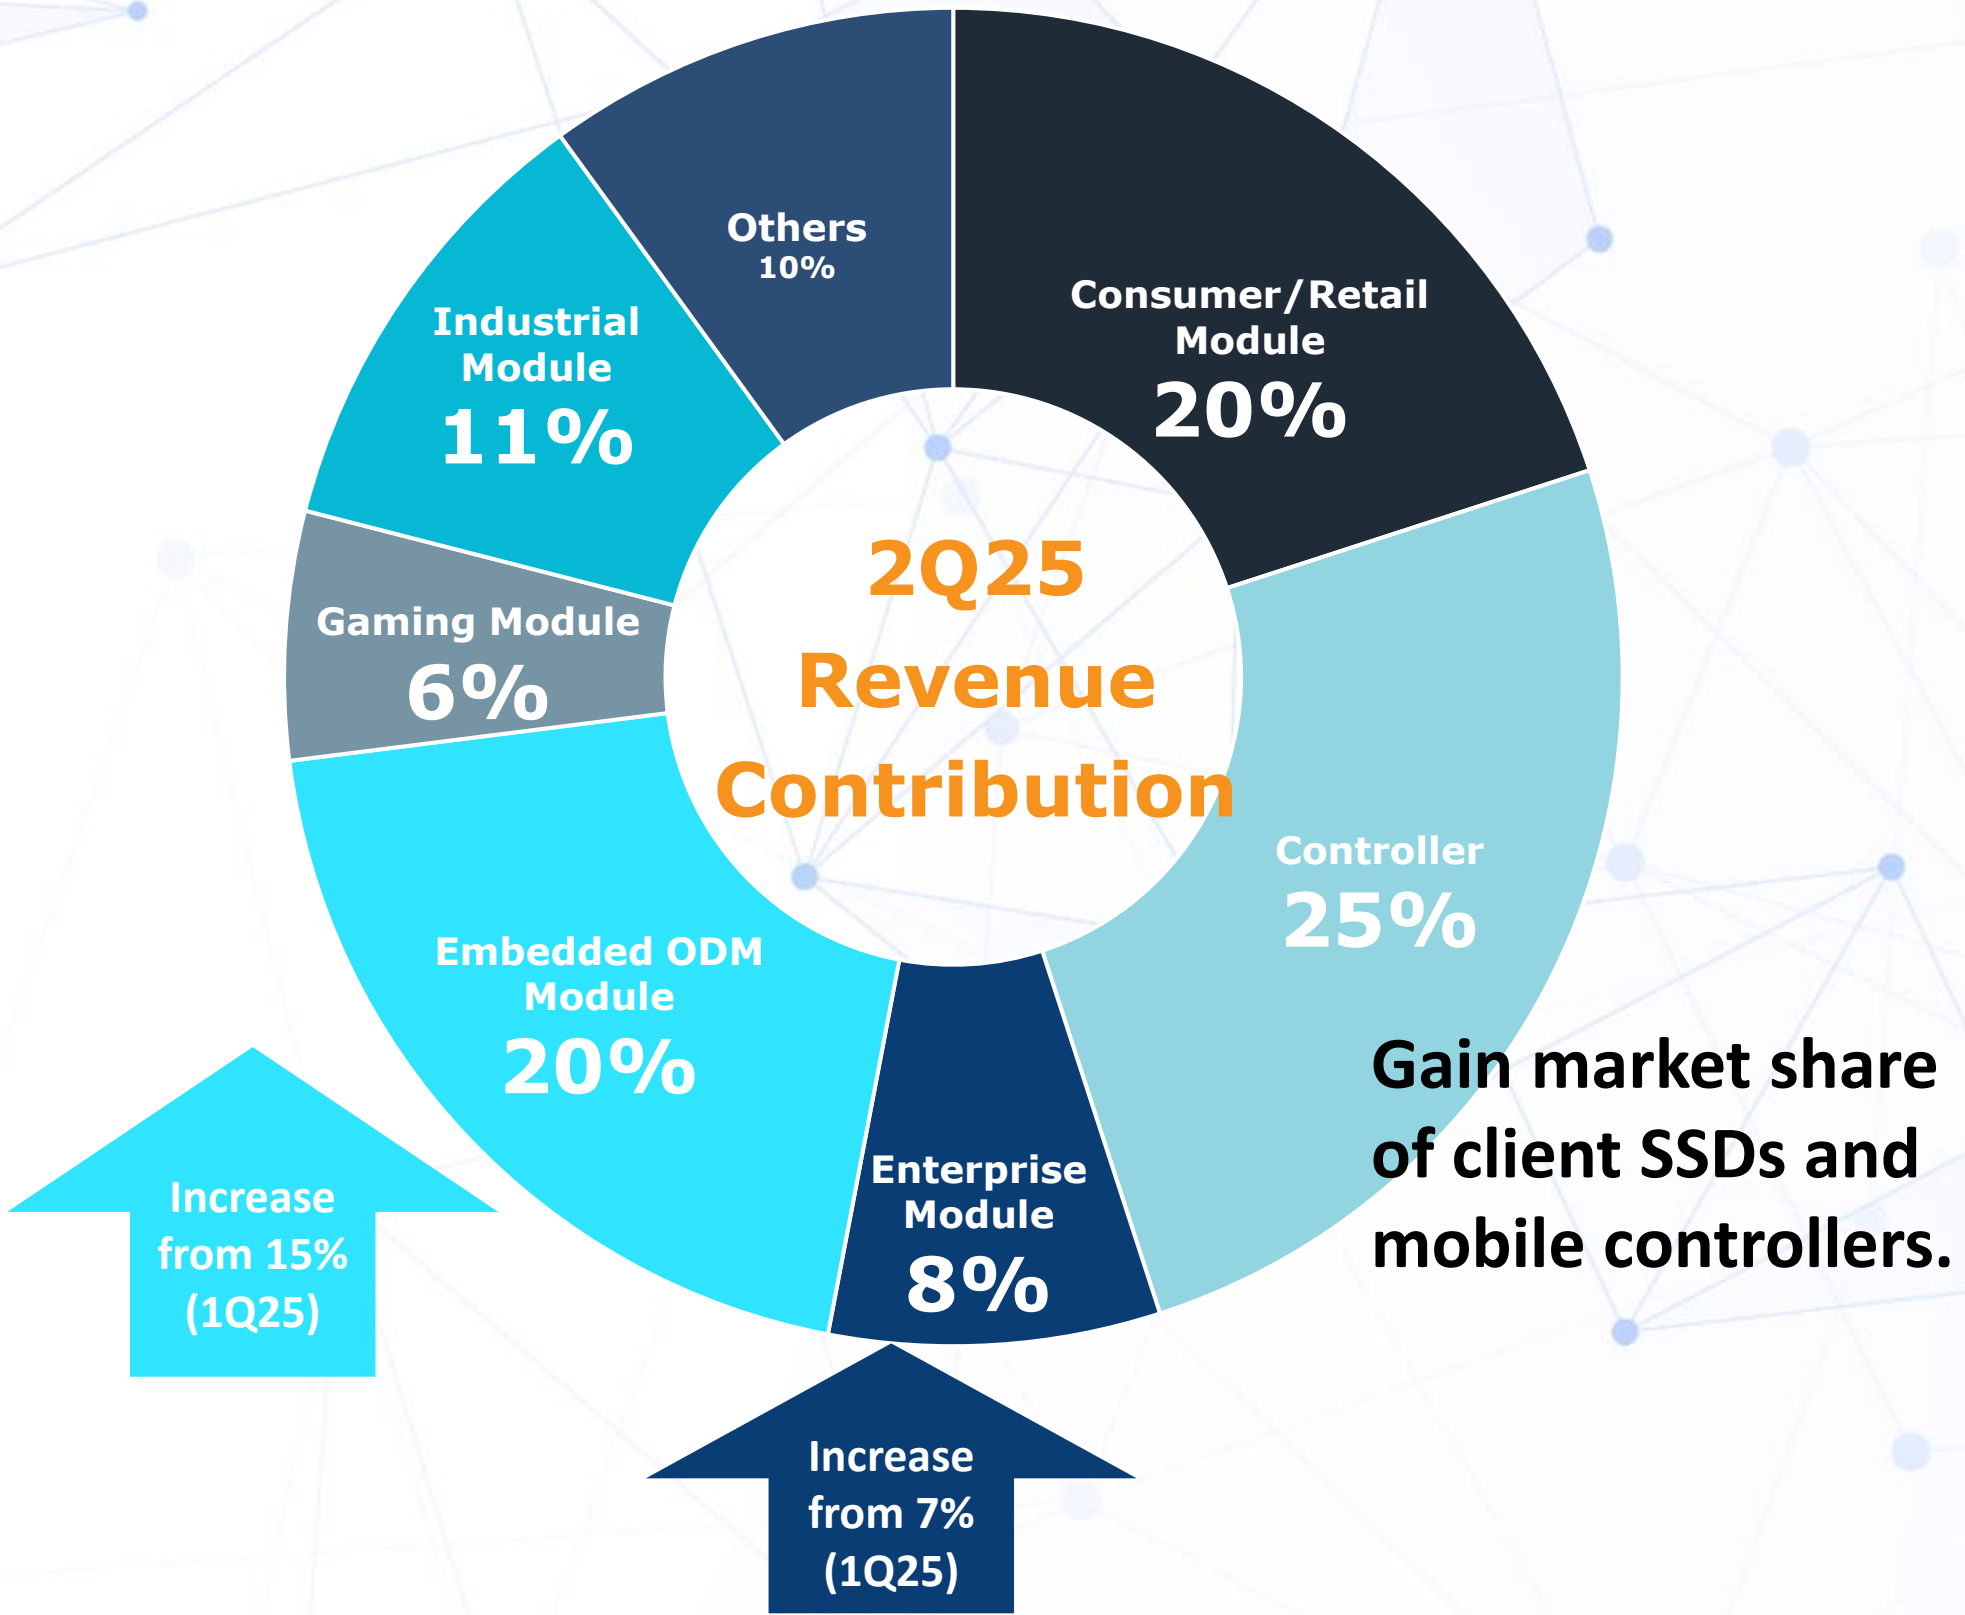 Others
10%
Consumer/Retail
Module
20%
Industrial
Module
11%
2Q25
Revenue
Contribution
Gaming Module
6%
Controller
25%
Embedded ODM
Module
20%
Enterprise
Module
8%
Gain market share
of client SSDs and
mobile controllers.
Increase
from 15%
(1Q25)
Increase
from 7%
(1Q25)